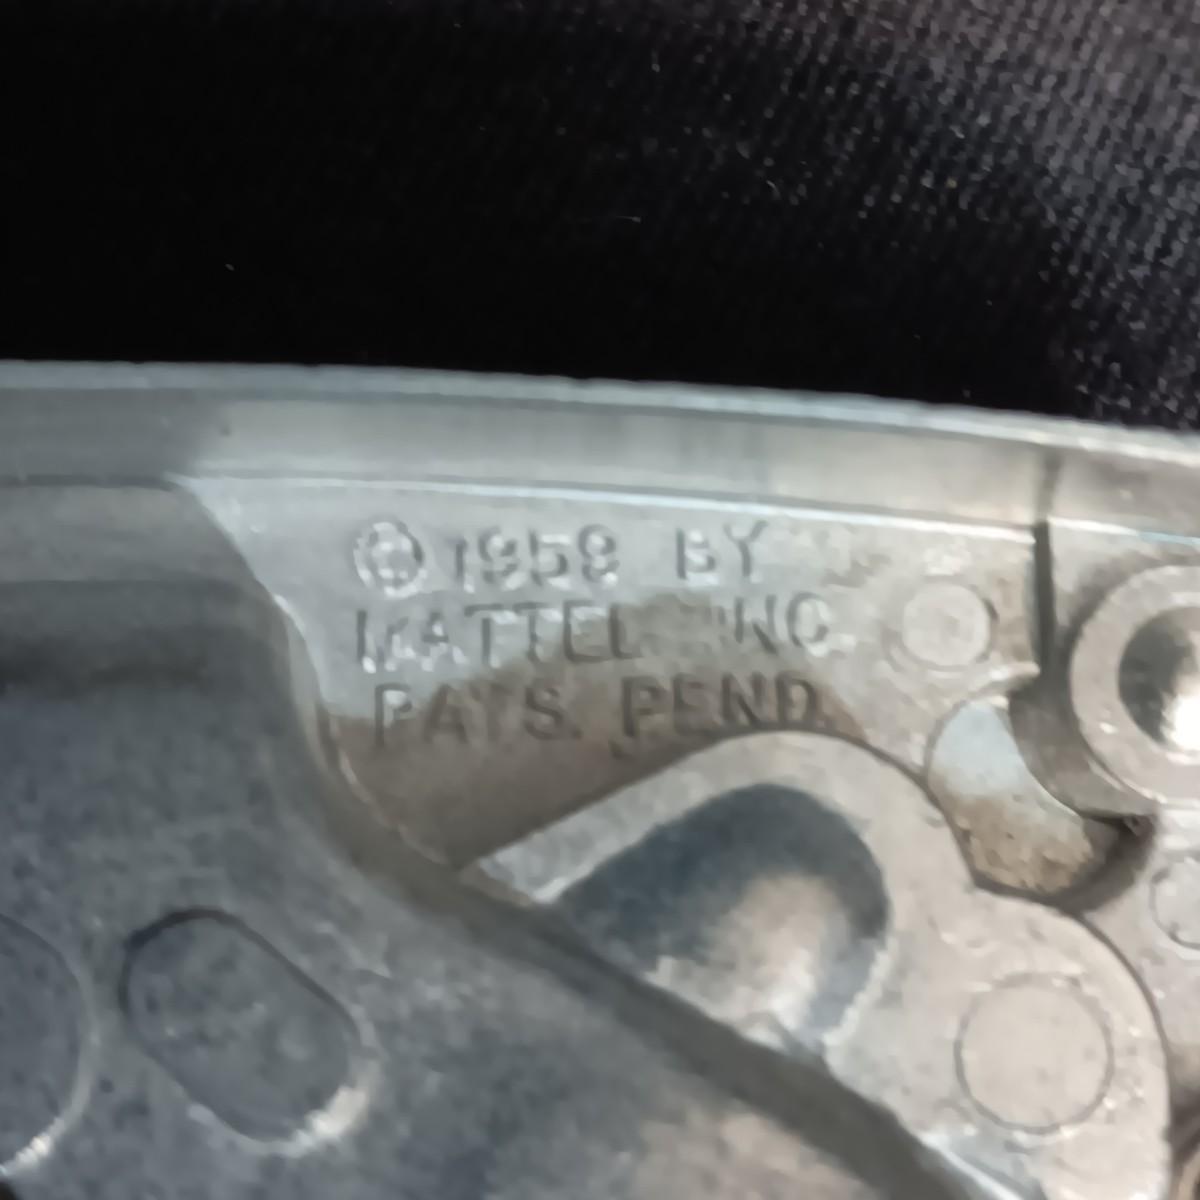 © 1959 BY
MATTEL INC
PATS. PEND.